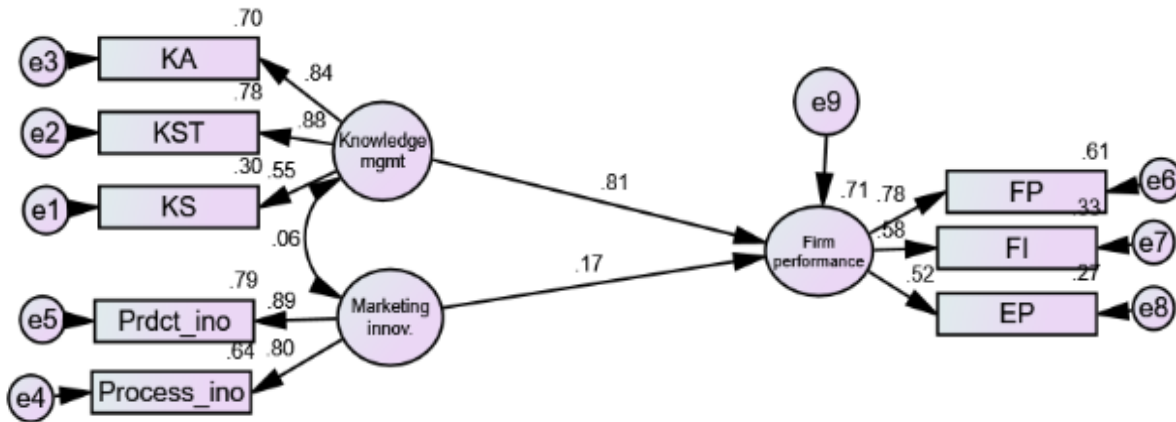 .70
e3
KA
.84
.78
e2
KST
.88
Knowledge
mgmt
.30
.55
e1
KS
.06
.79
e5
Prdct_ino
.89
Marketing
innov.
.64
.80
e4
Process_ino
.81
.17
e9
.71
Firm
performance
.78
.61
FP
e6
.58
.33
FI
e7
.52
.27
EP
e8